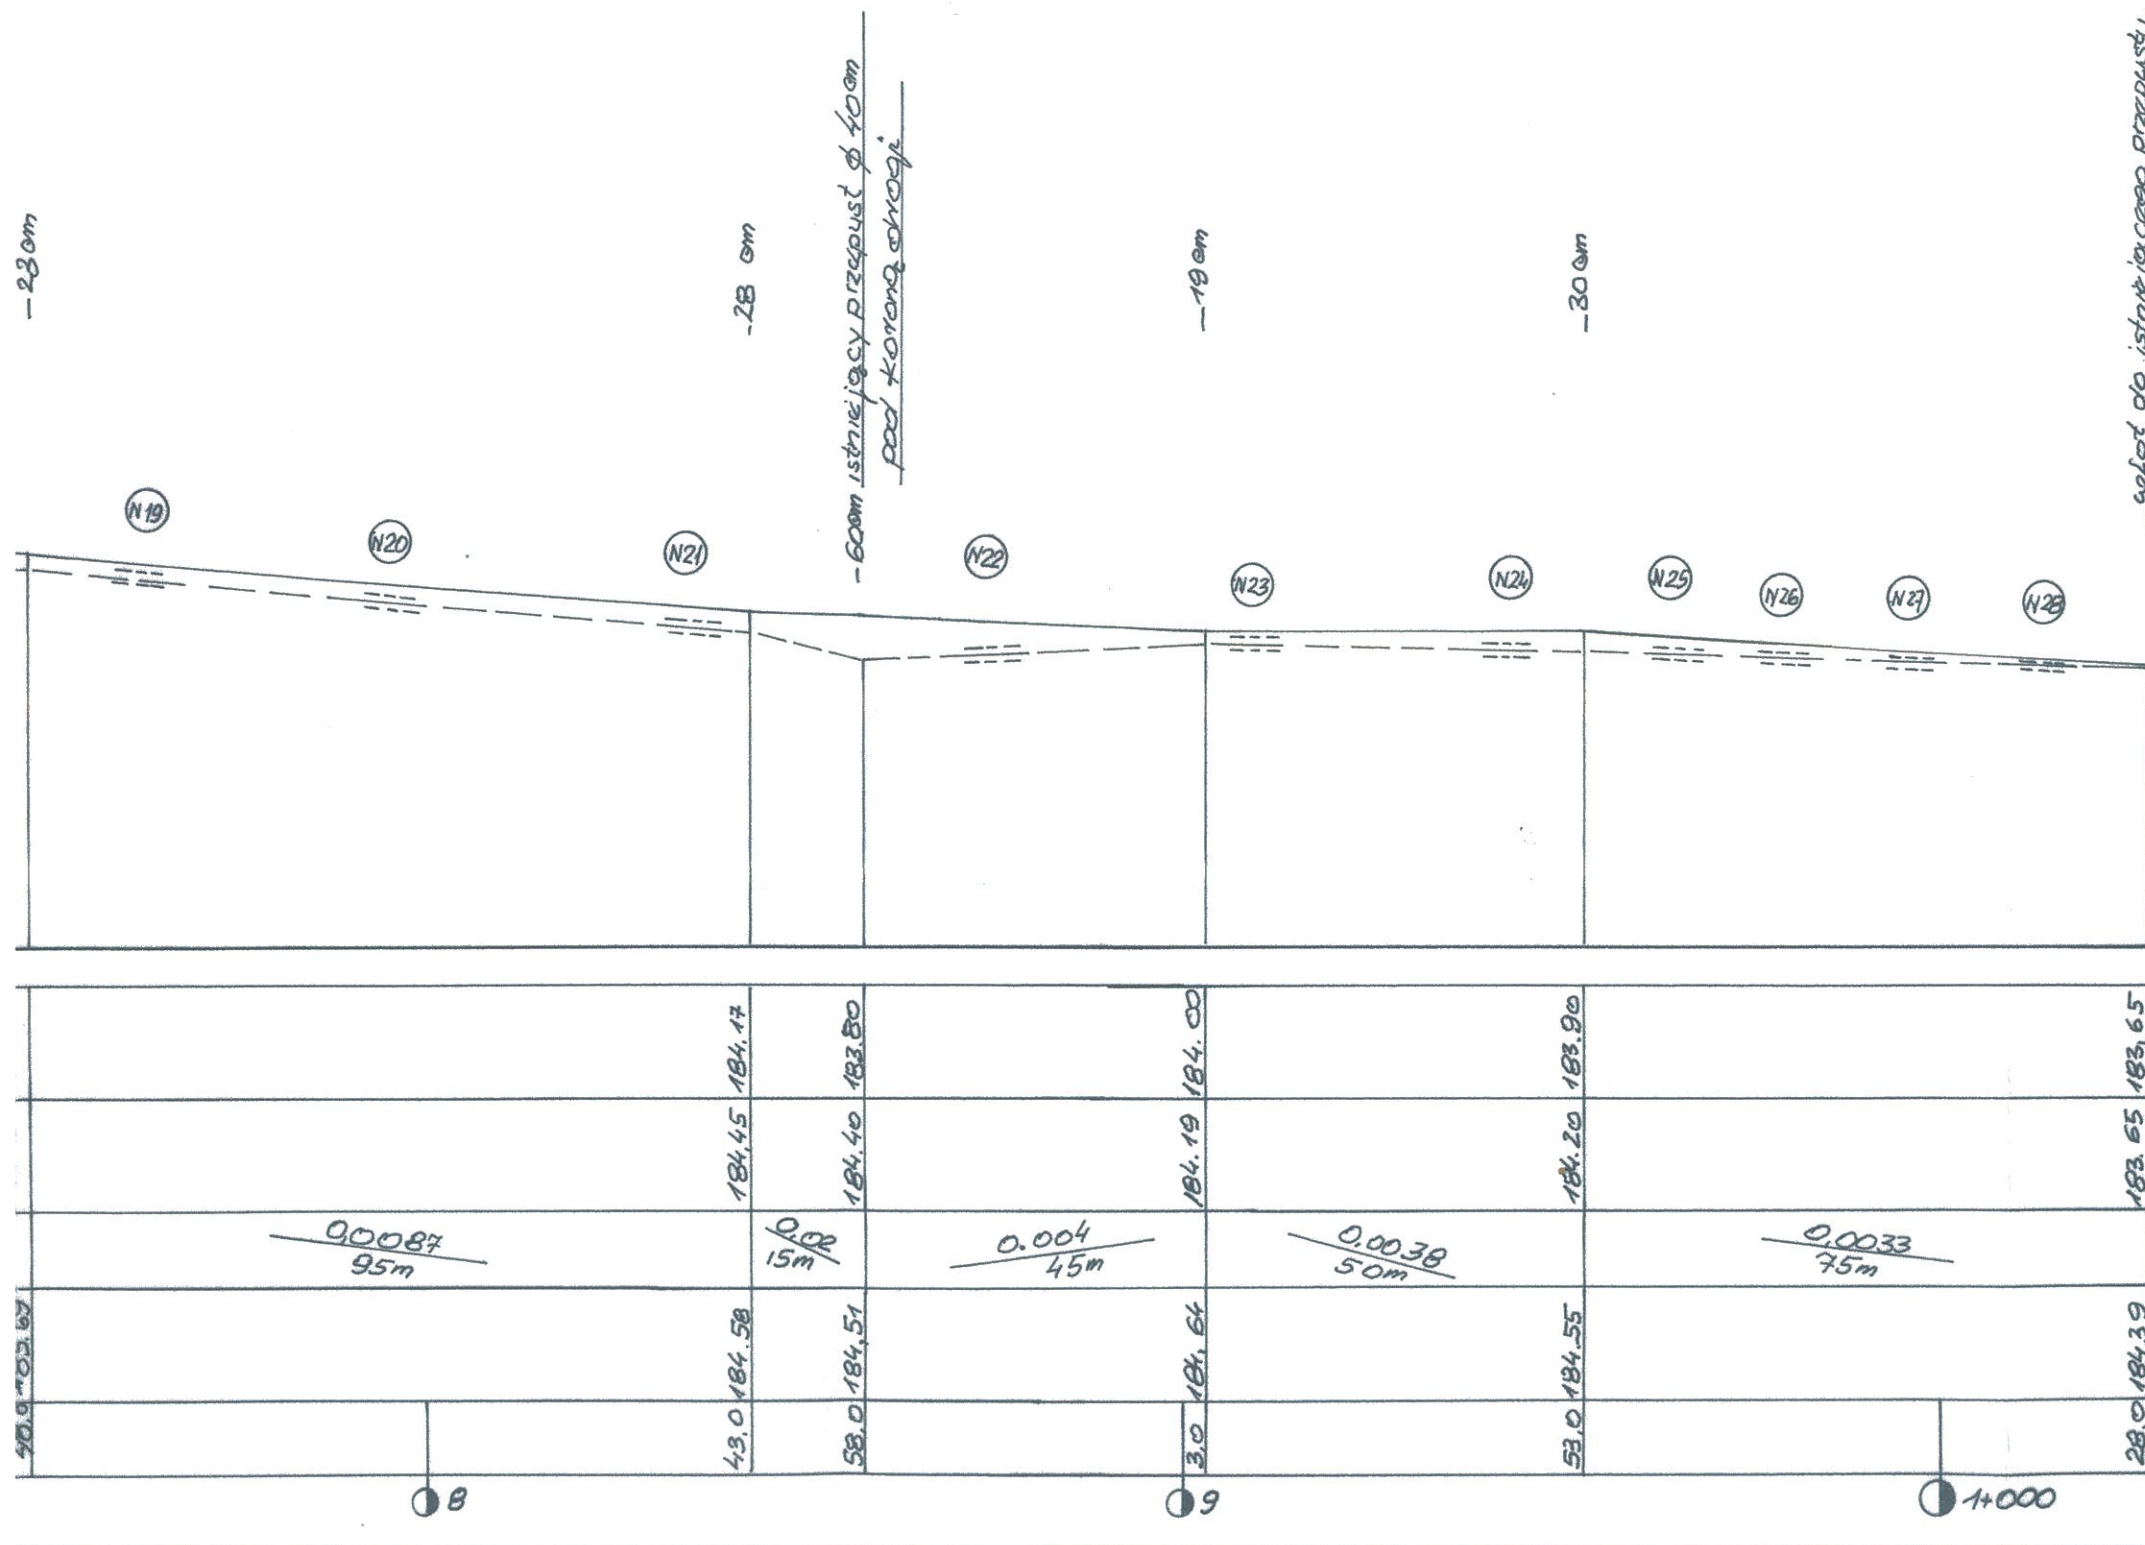 -23cm
-28 cm
-60cm istniejący przepust ϕ 40cm
pod koroną drogi
-19cm
-30cm
wylot do istniejącego przepustu
N19
N20
N21
N22
N23
N24
N25
N26
N27
N28
184.17
183.80
184.00
183.90
183,65
184,45
184.40
184.19
184.20
183.65
0,0087
95m
0,02
15m
0.004
45m
0,0038
50m
0,0033
75m
184.58
184,51
184,64
184.55
184.39
43.0
58.0
3.0
53.0
28.0
8
9
1+000